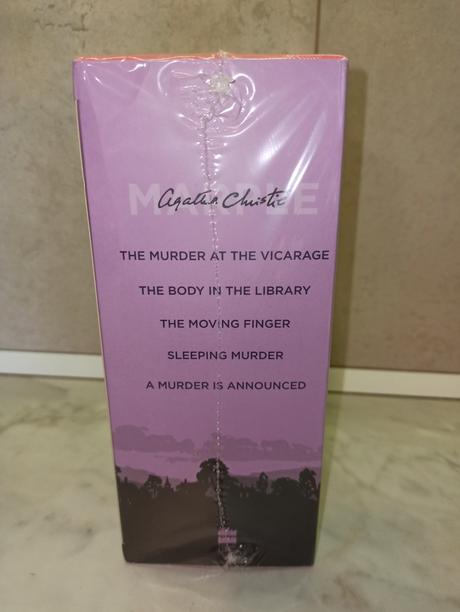 MARPLE
Agatha Christie
THE MURDER AT THE VICARAGE
THE BODY IN THE LIBRARY
THE MOVING FINGER
SLEEPING MURDER
A MURDER IS ANNOUNCED